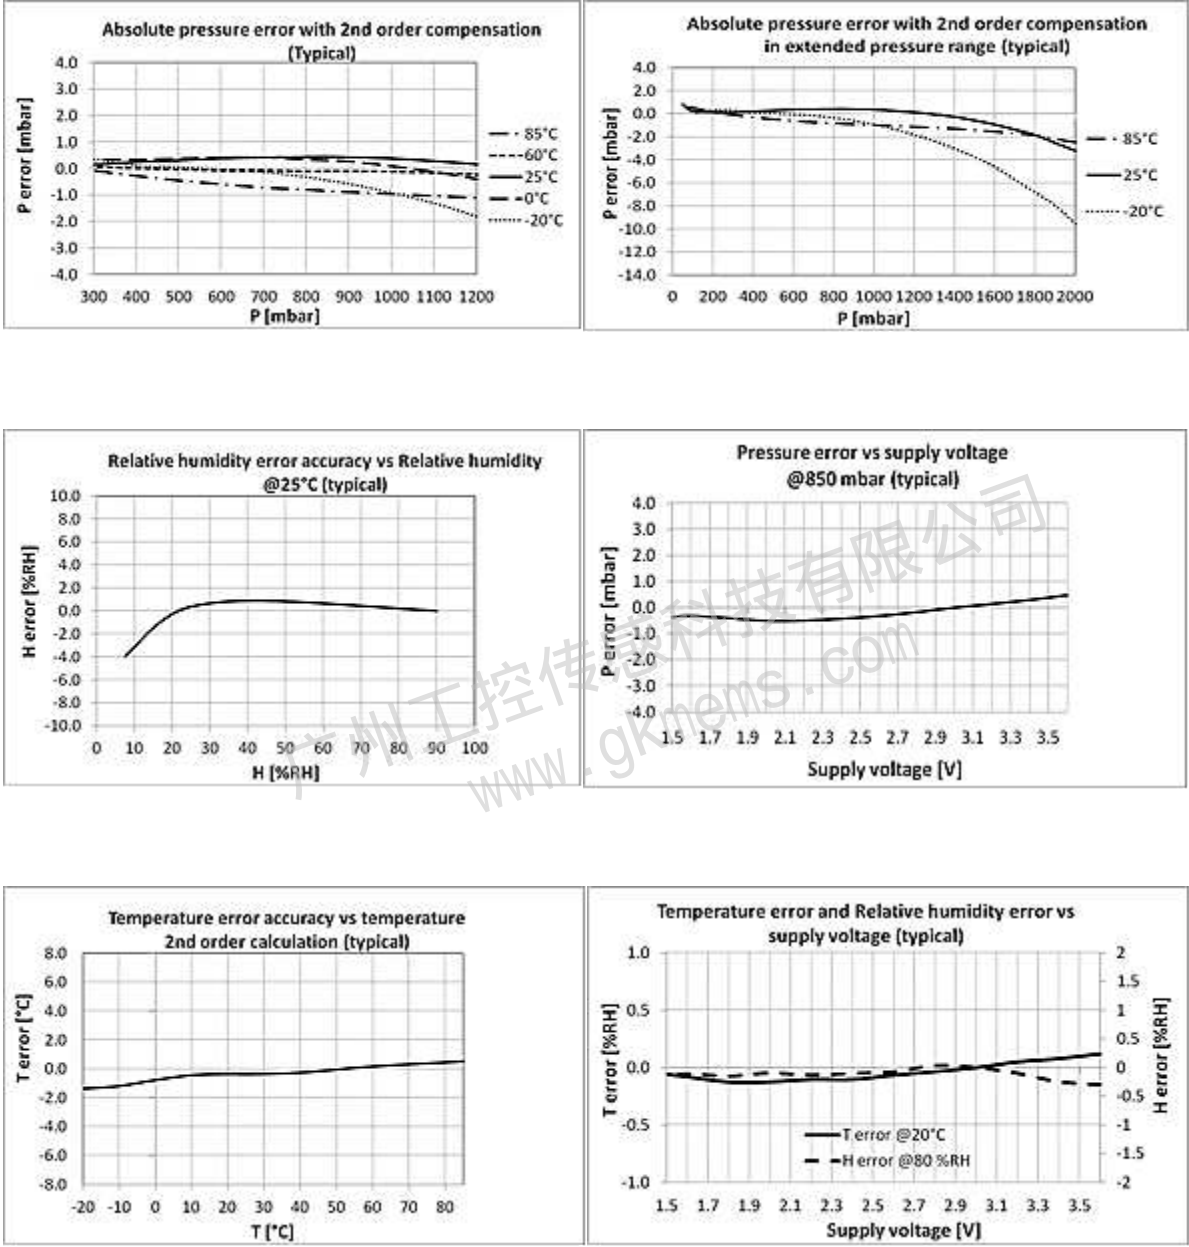 Absolute pressure error with 2nd order compensation
(Typical)
4.0
3.0
2.0
1.0
0.0
-1.0
-2.0
-3.0
-4.0
P error [mbar]
300 400 500 600 700 800 900 1000 1100 1200
P [mbar]
85°C
60°C
25°C
0°C
-20°C
Absolute pressure error with 2nd order compensation
in extended pressure range (typical)
4.0
2.0
0.0
-2.0
-4.0
-6.0
-8.0
-10.0
-12.0
-14.0
P error [mbar]
0 200 400 600 800 1000 1200 1400 1600 1800 2000
P [mbar]
85°C
25°C
-20°C
Relative humidity error accuracy vs Relative humidity
@25°C (typical)
10.0
8.0
6.0
4.0
2.0
0.0
-2.0
-4.0
-6.0
-8.0
-10.0
H error [%RH]
0 10 20 30 40 50 60 70 80 90 100
H [%RH]
Pressure error vs supply voltage
@850 mbar (typical)
4.0
3.0
2.0
1.0
0.0
-1.0
-2.0
-3.0
-4.0
P error [mbar]
1.5 1.7 1.9 2.1 2.3 2.5 2.7 2.9 3.1 3.3 3.5
Supply voltage [V]
广州工控传感科技有限公司
www.gkmems.com
Temperature error accuracy vs temperature
2nd order calculation (typical)
8.0
6.0
4.0
2.0
0.0
-2.0
-4.0
-6.0
-8.0
T error [°C]
-20 -10 0 10 20 30 40 50 60 70 80
T [°C]
Temperature error and Relative humidity error vs
supply voltage (typical)
1.0
0.5
0.0
-0.5
-1.0
T error [%RH]
2
1.5
1
0.5
0
-0.5
-1
-1.5
-2
H error [%RH]
T error @20°C
H error @80 %RH
1.5 1.7 1.9 2.1 2.3 2.5 2.7 2.9 3.1 3.3 3.5
Supply voltage [V]